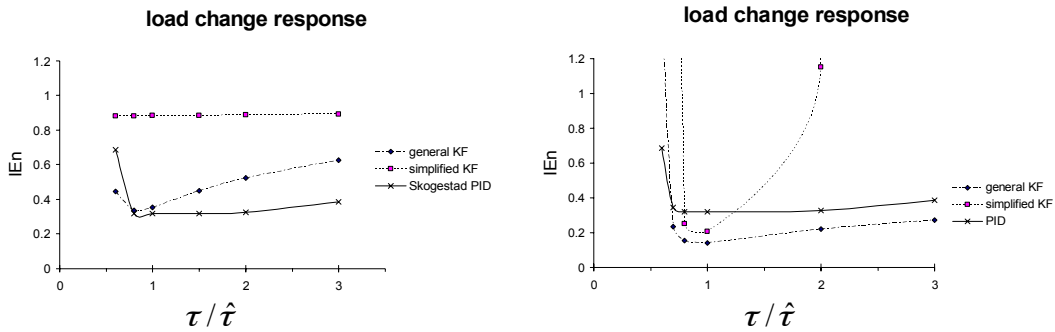 load change response
1.2
1
0.8
0.6
0.4
0.2
0
IEn
0
1
2
3
τ / τ̂
general KF
simplified KF
Skogestad PID
load change response
1.2
1
0.8
0.6
0.4
0.2
0
IEn
0
1
2
3
τ / τ̂
general KF
simplified KF
PID